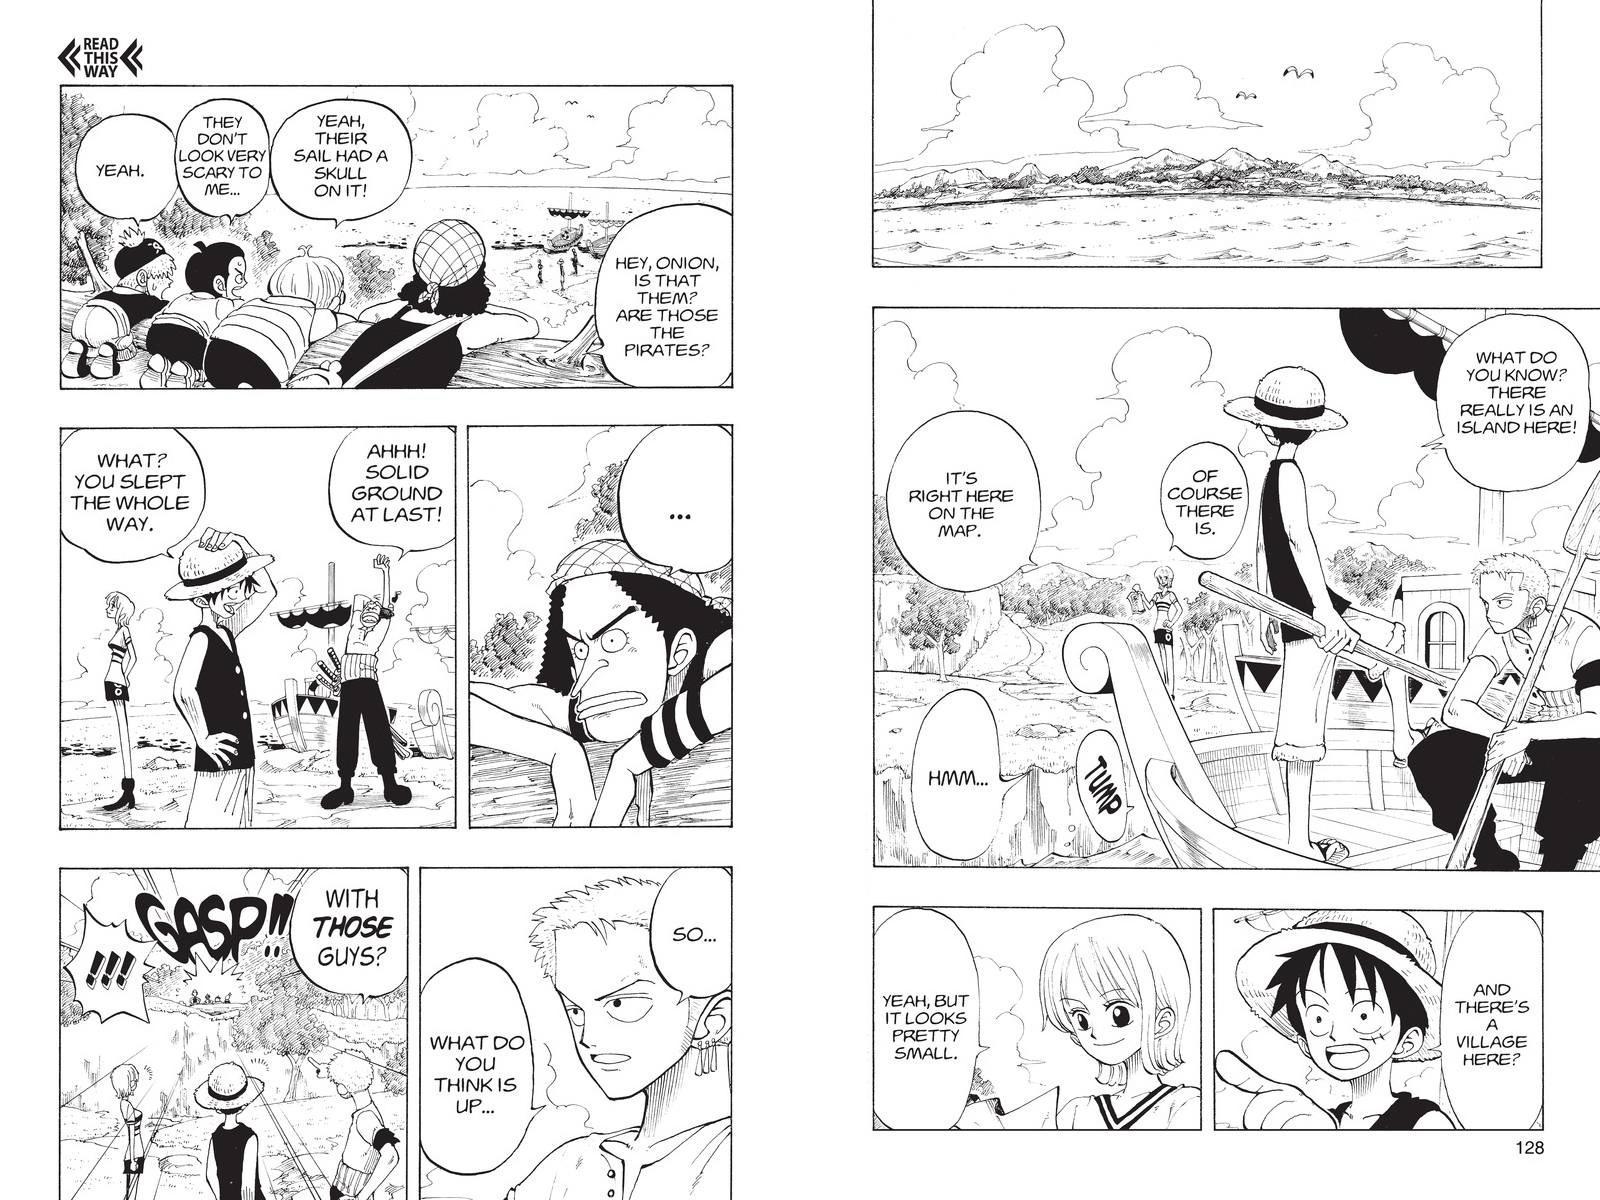 WHAT DO
YOU KNOW?
THERE
REALLY IS AN
ISLAND HERE!
OF
COURSE
THERE
IS.
IT'S
RIGHT HERE
ON THE
MAP.
TUMP
HMM...
AND
THERE'S
A
VILLAGE
HERE?
YEAH, BUT
IT LOOKS
PRETTY
SMALL.
128
READ
THIS
WAY
HEY, ONION,
IS THAT
THEM?
ARE THOSE
THE
PIRATES?
YEAH,
THEIR
SAIL HAD A
SKULL
ON IT!
THEY
DON'T
LOOK VERY
SCARY TO
ME...
YEAH.
...
AHHH!
SOLID
GROUND
AT LAST!
WHAT?
YOU SLEPT
THE WHOLE
WAY.
SO...
WHAT DO
YOU
THINK IS
UP...
WITH
THOSE
GUYS?
GASP!!
!!!